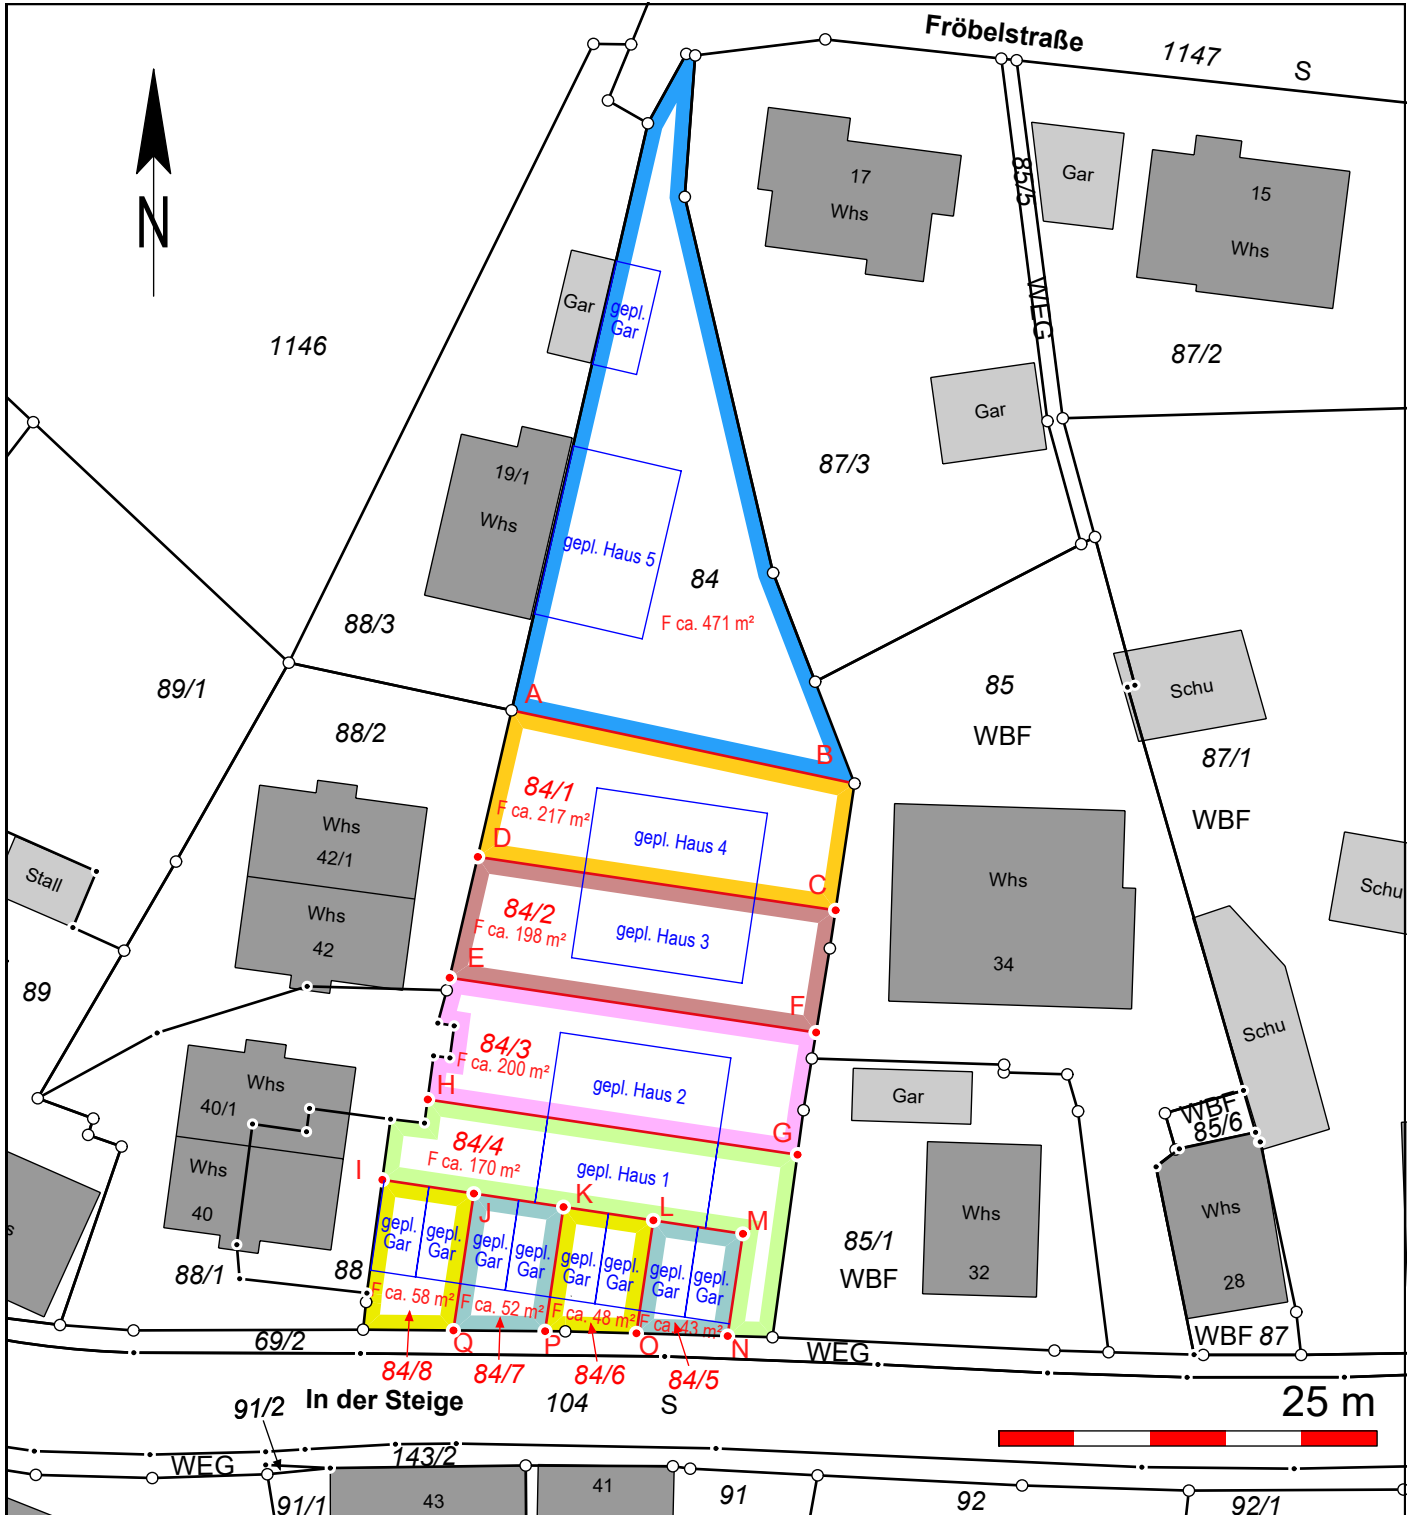 Fröbelstraße
1147
S
N
17
Whs
85/5
Gar
15
Whs
WEG
Gar
gepl.
Gar
1146
87/2
Gar
87/3
19/1
Whs
gepl. Haus 5
84
F ca. 471 m²
88/3
89/1
88/2
A
B
85
WBF
Schu
87/1
WBF
84/1
F ca. 217 m²
gepl. Haus 4
D
C
Whs
42/1
Whs
42
Stall
Whs
34
Schu
84/2
F ca. 198 m²
gepl. Haus 3
E
F
89
Schu
84/3
F ca. 200 m²
gepl. Haus 2
H
G
Whs
40/1
Whs
40
Gar
WBF
85/6
84/4
F ca. 170 m²
gepl. Haus 1
I
J
K
L
M
gepl.
Gar
gepl.
Gar
gepl.
Gar
gepl.
Gar
gepl.
Gar
gepl.
Gar
gepl.
Gar
gepl.
Gar
85/1
WBF
Whs
32
Whs
28
88/1
88
F ca. 58 m²
F ca. 52 m²
F ca. 48 m²
F ca. 43 m²
69/2
Q
P
O
N
WEG
WBF 87
84/8
84/7
84/6
84/5
In der Steige
104
S
91/2
25 m
WEG
143/2
91/1
43
41
91
92
92/1